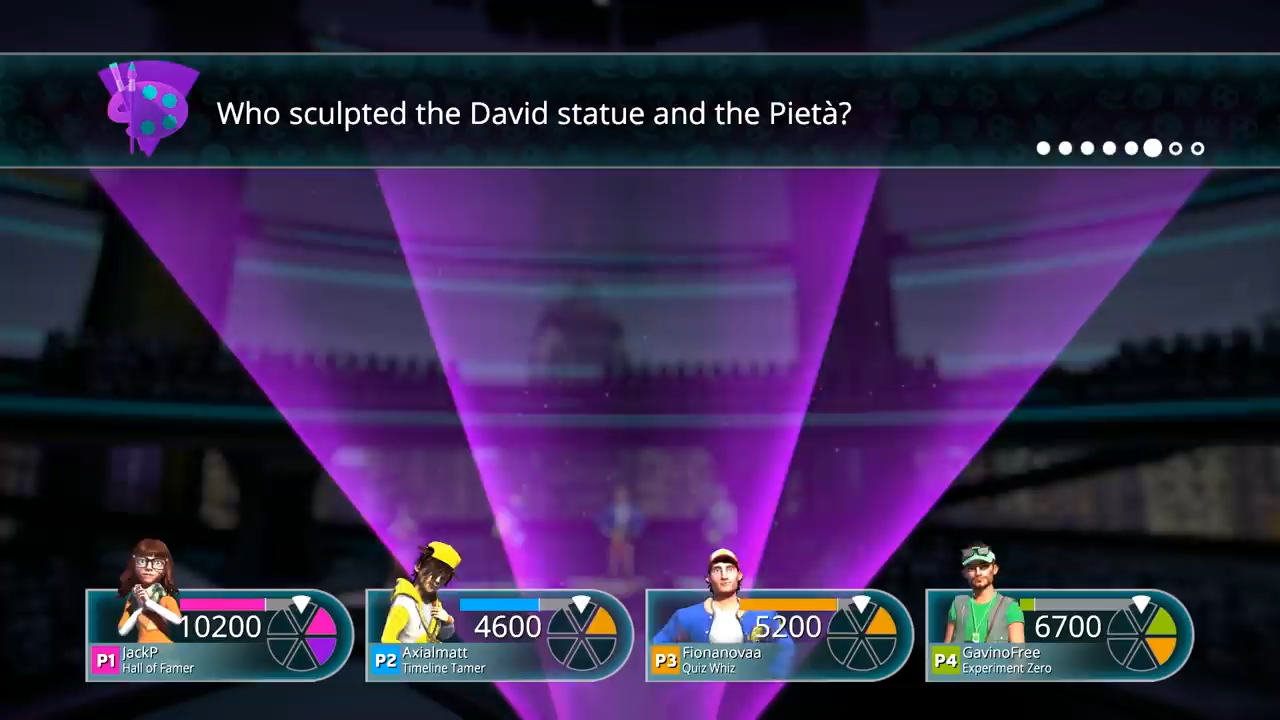 Who sculpted the David statue and the Pietà?
10200
P1 JackP
Hall of Famer
4600
P2 Axialmatt
Timeline Tamer
5200
P3 Fionanovaa
Quiz Whiz
6700
P4 GavinoFree
Experiment Zero